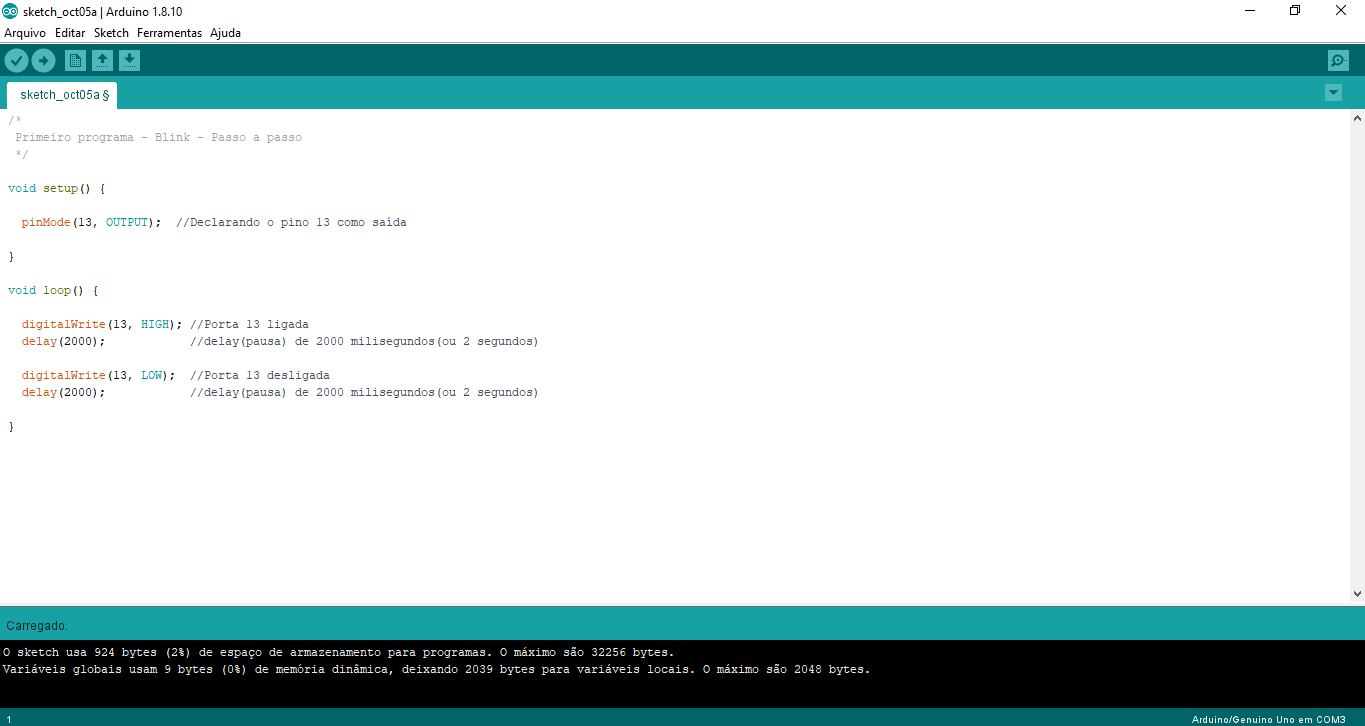 sketch_oct05a | Arduino 1.8.10
Arquivo Editar Sketch Ferramentas Ajuda
sketch_oct05a §
/*
Primeiro programa - Blink - Passo a passo
*/
void setup() {
pinMode(13, OUTPUT); //Declarando o pino 13 como saída
}
void loop() {
digitalWrite(13, HIGH); //Porta 13 ligada
delay(2000); //delay(pausa) de 2000 milisegundos(ou 2 segundos)
digitalWrite(13, LOW); //Porta 13 desligada
delay(2000); //delay(pausa) de 2000 milisegundos(ou 2 segundos)
}
Carregado.
O sketch usa 924 bytes (2%) de espaço de armazenamento para programas. O máximo são 32256 bytes.
Variáveis globais usam 9 bytes (0%) de memória dinâmica, deixando 2039 bytes para variáveis locais. O máximo são 2048 bytes.
1 Arduino/Genuino Uno em COM3